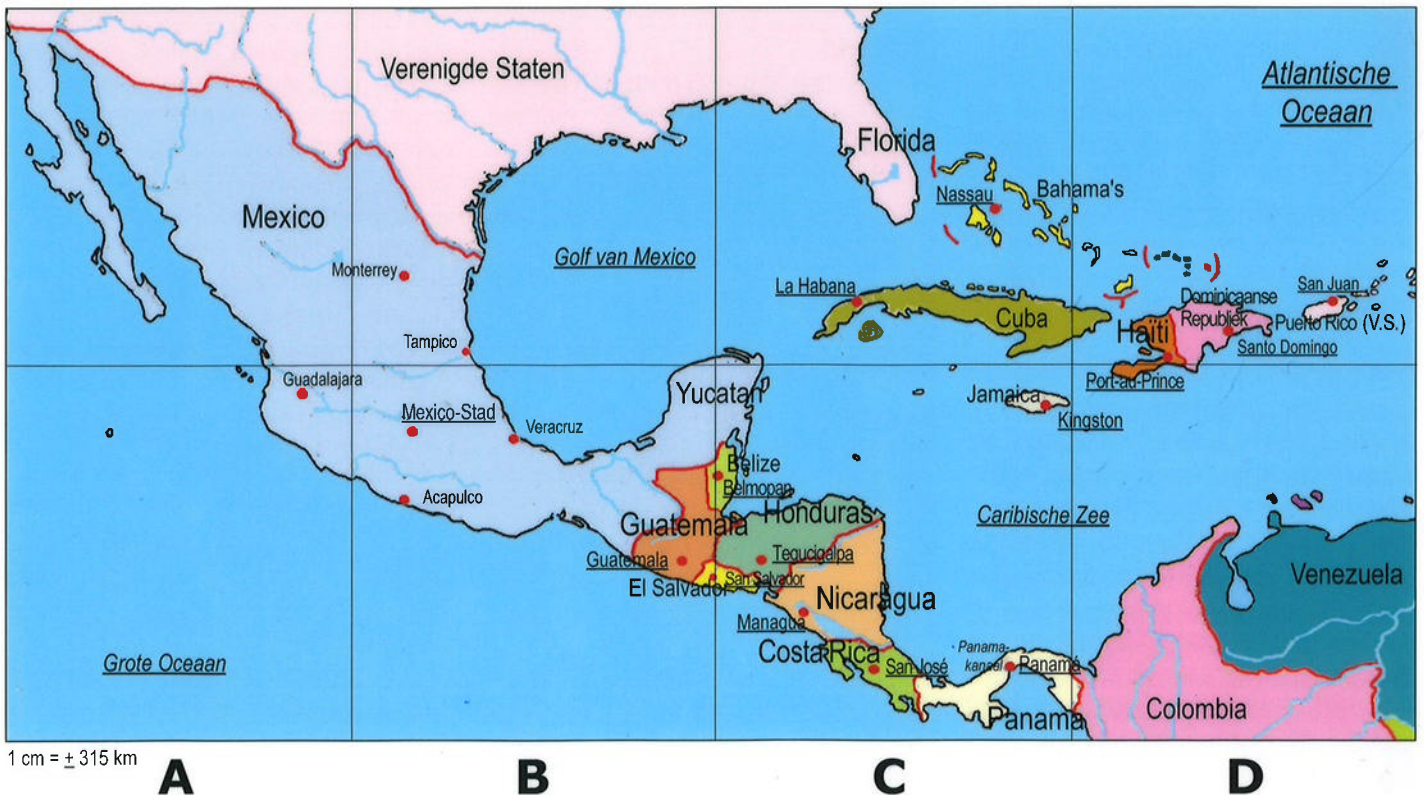 Verenigde Staten
Atlantische
Oceaan
Florida
Nassau
Bahama's
Mexico
Golf van Mexico
Monterrey
La Habana
San Juan
Dominicaanse
Republiek
Cuba
Haïti
Puerto Rico (V.S.)
Tampico
Santo Domingo
Guadalajara
Port-au-Prince
Yucatan
Jamaica
Mexico-Stad
Kingston
Veracruz
Belize
Belmopan
Acapulco
Honduras
Caribische Zee
Guatemala
Guatemala
Tegucigalpa
San Salvador
El Salvador
Venezuela
Nicaragua
Managua
Costa Rica
Panama-
kanaal
Grote Oceaan
San José
Panamá
Panama
Colombia
1 cm = ± 315 km
A B C D